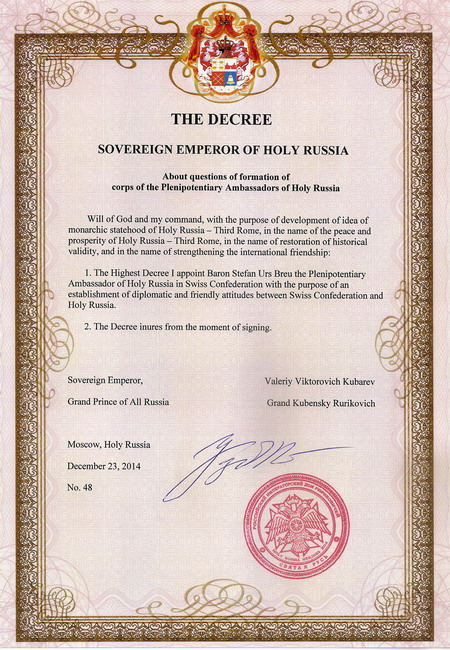 THE DECREE
SOVEREIGN EMPEROR OF HOLY RUSSIA
About questions of formation of
corps of the Plenipotentiary Ambassadors of Holy Russia
Will of God and my command, with the purpose of development of idea of
monarchic statehood of Holy Russia – Third Rome, in the name of the peace and
prosperity of Holy Russia – Third Rome, in the name of restoration of historical
validity, and in the name of strengthening the international friendship:
1. The Highest Decree I appoint Baron Stefan Urs Breu the Plenipotentiary
Ambassador of Holy Russia in Swiss Confederation with the purpose of an
establishment of diplomatic and friendly attitudes between Swiss Confederation and
Holy Russia.
2. The Decree inures from the moment of signing.
Sovereign Emperor,
Valeriy Viktorovich Kubarev
Grand Prince of All Russia
Grand Kubensky Rurikovich
Moscow, Holy Russia
December 23, 2014
No. 48
СВЯТАЯ РУСЬ